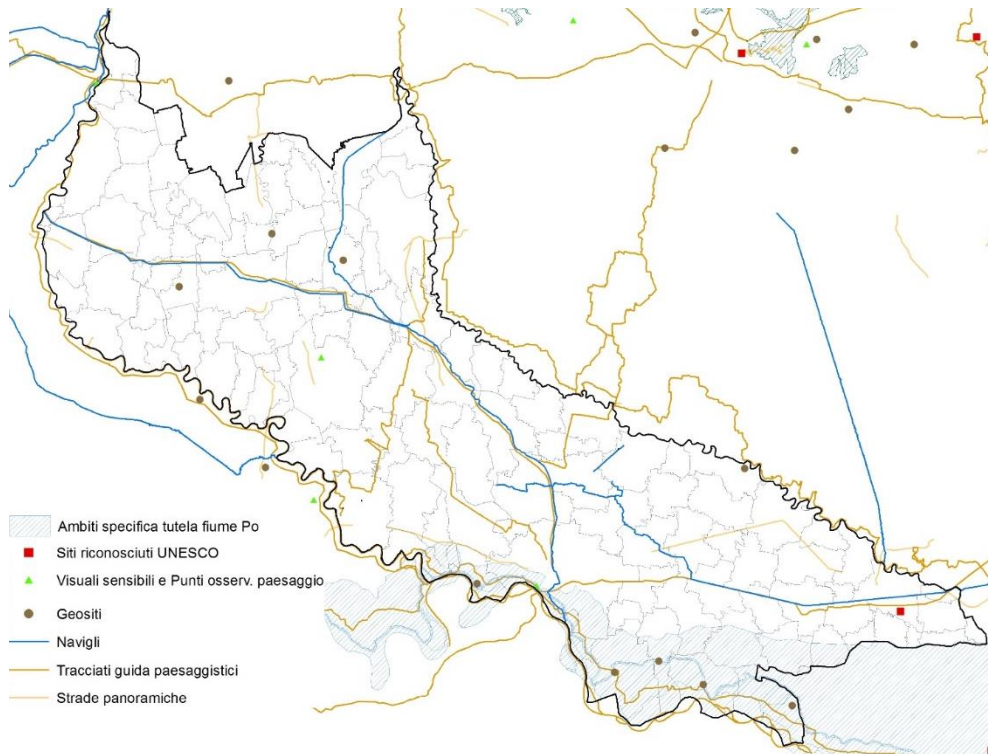 Ambiti specifica tutela fiume Po
Siti riconosciuti UNESCO
Visuali sensibili e Punti osserv. paesaggio
Geositi
Navigli
Tracciati guida paesaggistici
Strade panoramiche